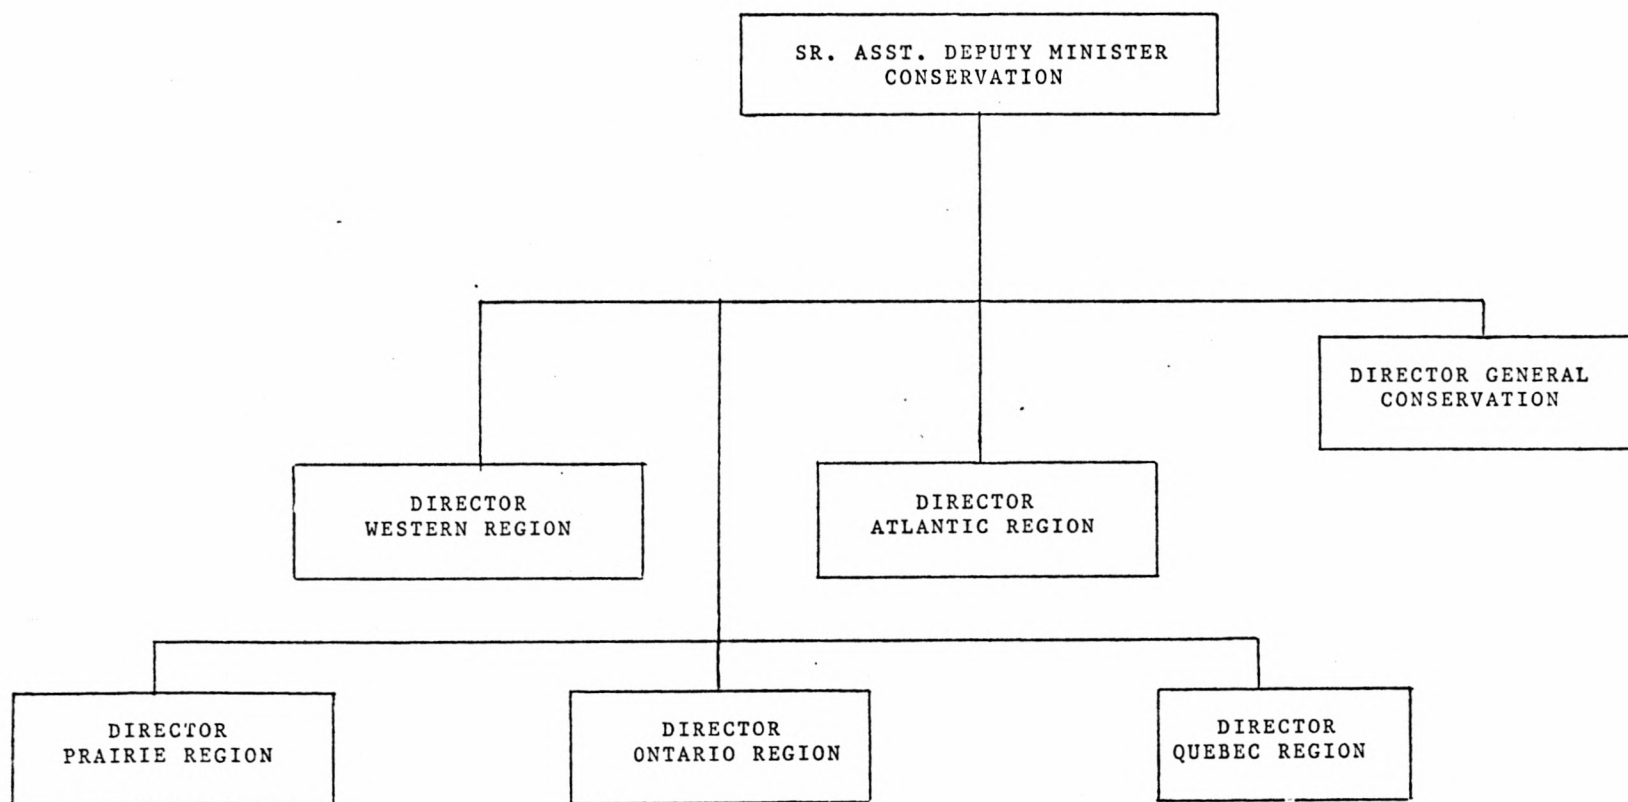 SR. ASST. DEPUTY MINISTER
CONSERVATION
DIRECTOR GENERAL
CONSERVATION
DIRECTOR
WESTERN REGION
DIRECTOR
ATLANTIC REGION
DIRECTOR
PRAIRIE REGION
DIRECTOR
ONTARIO REGION
DIRECTOR
QUEBEC REGION